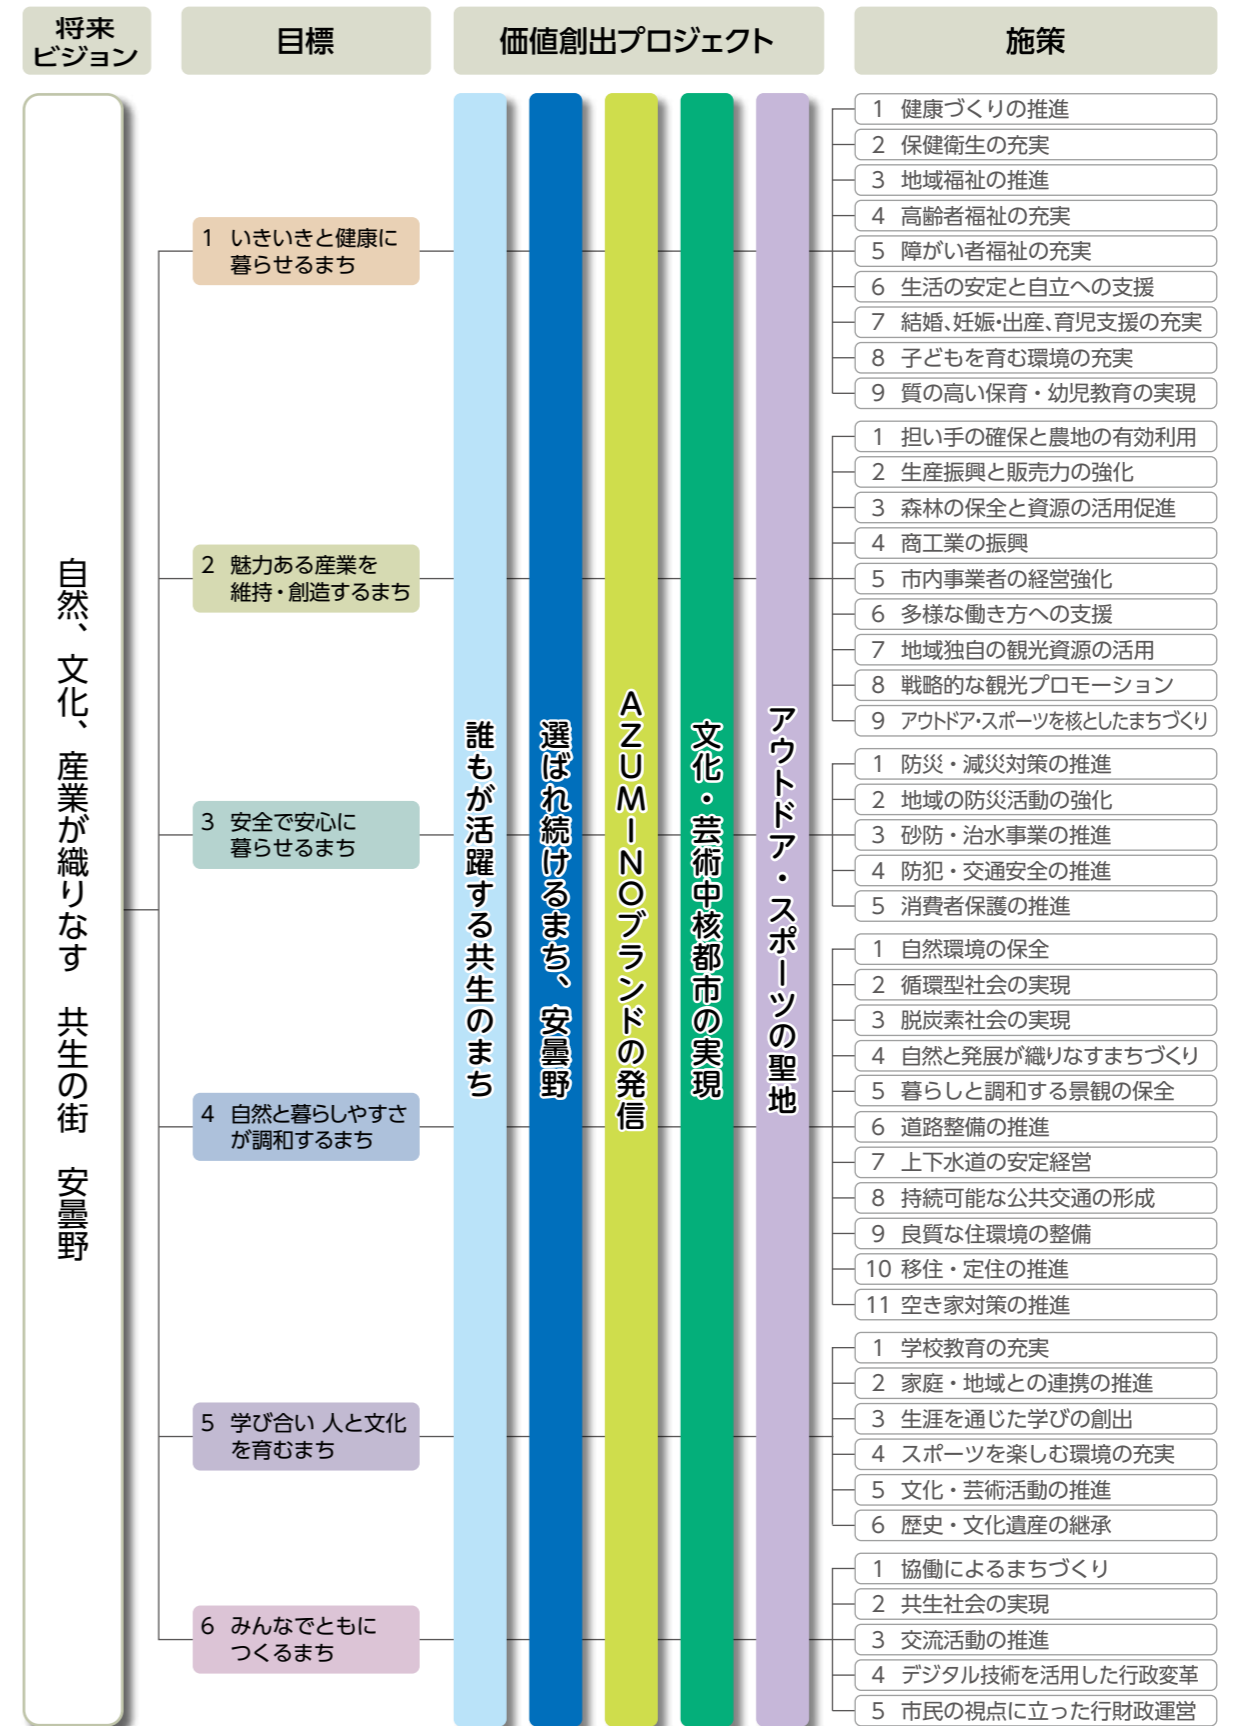 将来
ビジョン
目標
価値創出プロジェクト
施策
自然、文化、産業が織りなす 共生の街 安曇野
1 いきいきと健康に
暮らせるまち
2 魅力ある産業を
維持・創造するまち
3 安全で安心に
暮らせるまち
4 自然と暮らしやすさ
が調和するまち
5 学び合い 人と文化
を育むまち
6 みんなでともに
つくるまち
誰もが活躍する共生のまち
選ばれ続けるまち、安曇野
AZUMINOブランドの発信
文化・芸術中核都市の実現
アウトドア・スポーツの聖地
1 健康づくりの推進
2 保健衛生の充実
3 地域福祉の推進
4 高齢者福祉の充実
5 障がい者福祉の充実
6 生活の安定と自立への支援
7 結婚、妊娠・出産、育児支援の充実
8 子どもを育む環境の充実
9 質の高い保育・幼児教育の実現
1 担い手の確保と農地の有効利用
2 生産振興と販売力の強化
3 森林の保全と資源の活用促進
4 商工業の振興
5 市内事業者の経営強化
6 多様な働き方への支援
7 地域独自の観光資源の活用
8 戦略的な観光プロモーション
9 アウトドア・スポーツを核としたまちづくり
1 防災・減災対策の推進
2 地域の防災活動の強化
3 砂防・治水事業の推進
4 防犯・交通安全の推進
5 消費者保護の推進
1 自然環境の保全
2 循環型社会の実現
3 脱炭素社会の実現
4 自然と発展が織りなすまちづくり
5 暮らしと調和する景観の保全
6 道路整備の推進
7 上下水道の安定経営
8 持続可能な公共交通の形成
9 良質な住環境の整備
10 移住・定住の推進
11 空き家対策の推進
1 学校教育の充実
2 家庭・地域との連携の推進
3 生涯を通じた学びの創出
4 スポーツを楽しむ環境の充実
5 文化・芸術活動の推進
6 歴史・文化遺産の継承
1 協働によるまちづくり
2 共生社会の実現
3 交流活動の推進
4 デジタル技術を活用した行政変革
5 市民の視点に立った行財政運営